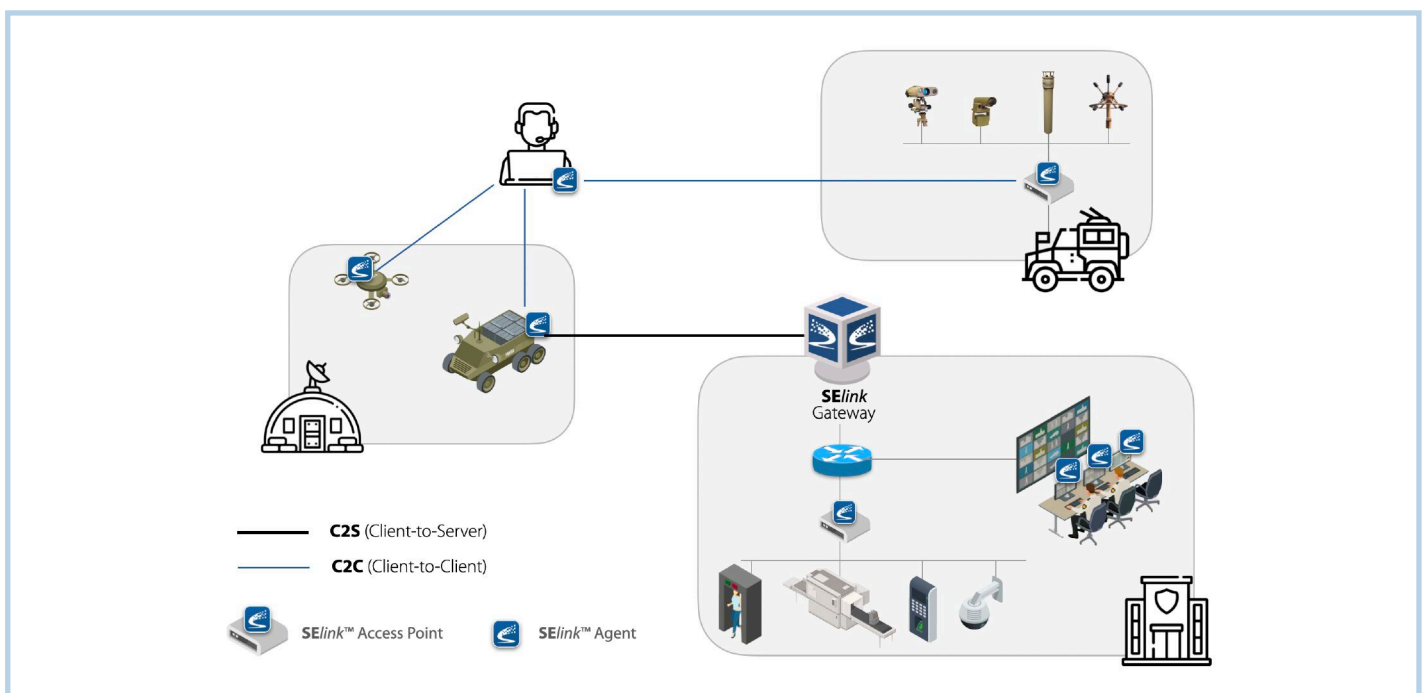 SElink
Gateway
C2S (Client-to-Server)
C2C (Client-to-Client)
SElink™ Access Point
SElink™ Agent